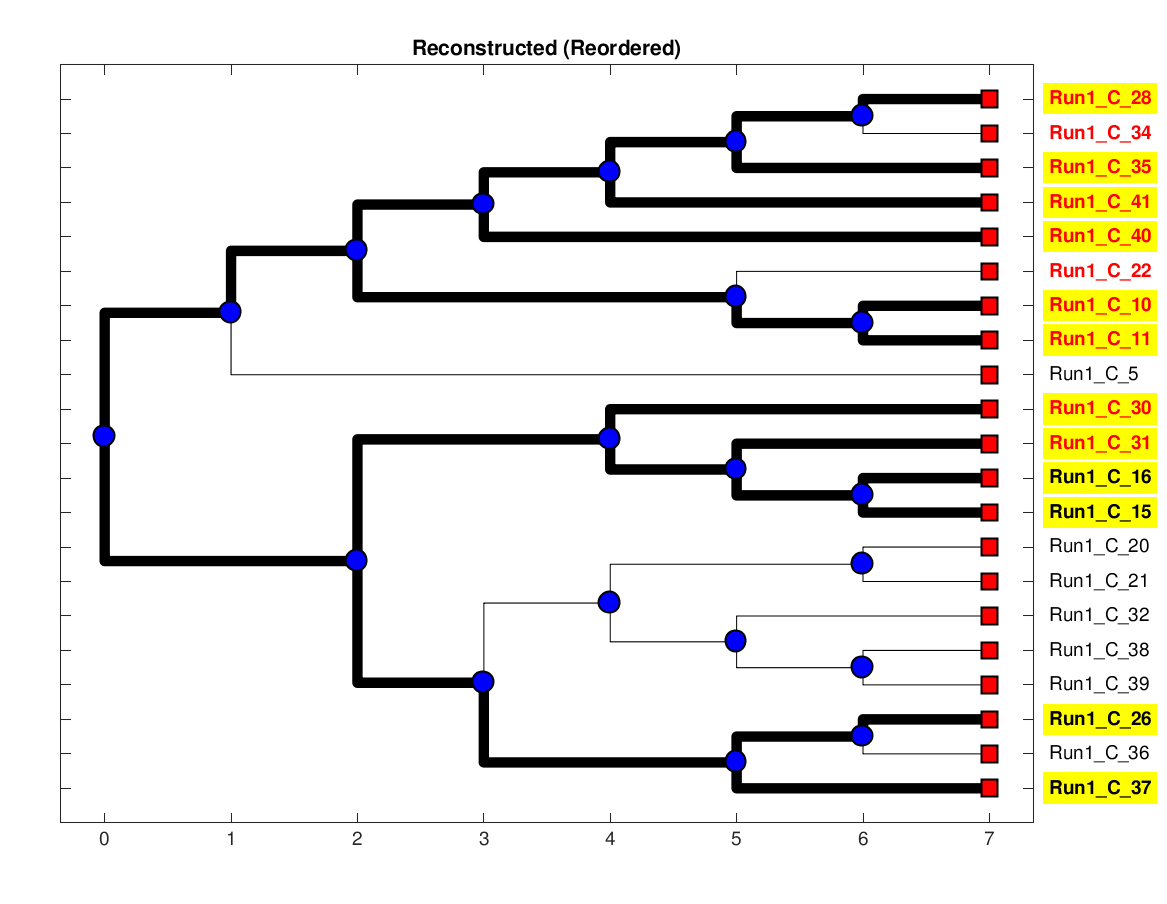 Reconstructed (Reordered)
Run1_C_28
Run1_C_34
Run1_C_35
Run1_C_41
Run1_C_40
Run1_C_22
Run1_C_10
Run1_C_11
Run1_C_5
Run1_C_30
Run1_C_31
Run1_C_16
Run1_C_15
Run1_C_20
Run1_C_21
Run1_C_32
Run1_C_38
Run1_C_39
Run1_C_26
Run1_C_36
Run1_C_37
0 1 2 3 4 5 6 7